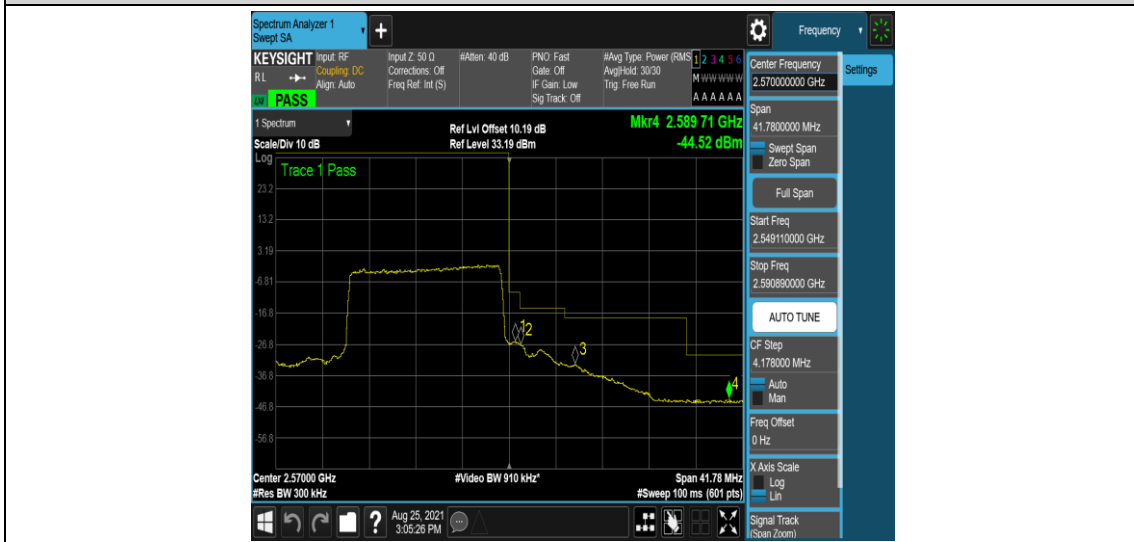 Spectrum Analyzer 1
Swept SA
+
Frequency
KEYSIGHT
RL
PASS
Input: RF
Coupling: DC
Align: Auto
Input Z: 50 Ω
Corrections: Off
Freq Ref: Int (S)
#Atten: 40 dB
PNO: Fast
Gate: Off
IF Gain: Low
Sig Track: Off
#Avg Type: Power (RMS
Avg|Hold: 30/30
Trig: Free Run
1 2 3 4 5 6
M W W W W W
A A A A A A
1 Spectrum
Scale/Div 10 dB
Ref Lvl Offset 10.19 dB
Ref Level 33.19 dBm
Mkr4 2.589 71 GHz
-44.52 dBm
Log
Trace 1 Pass
23.2
13.2
3.19
-6.81
-16.8
-26.8
-36.8
-46.8
-56.8
1
2
3
4
Center 2.57000 GHz
#Res BW 300 kHz
#Video BW 910 kHz*
Span 41.78 MHz
#Sweep 100 ms (601 pts)
?
Aug 25, 2021
3:05:26 PM
Center Frequency
2.570000000 GHz
Settings
Span
41.7800000 MHz
Swept Span
Zero Span
Full Span
Start Freq
2.549110000 GHz
Stop Freq
2.590890000 GHz
AUTO TUNE
CF Step
4.178000 MHz
Auto
Man
Freq Offset
0 Hz
X Axis Scale
Log
Lin
Signal Track
(Span Zoom)